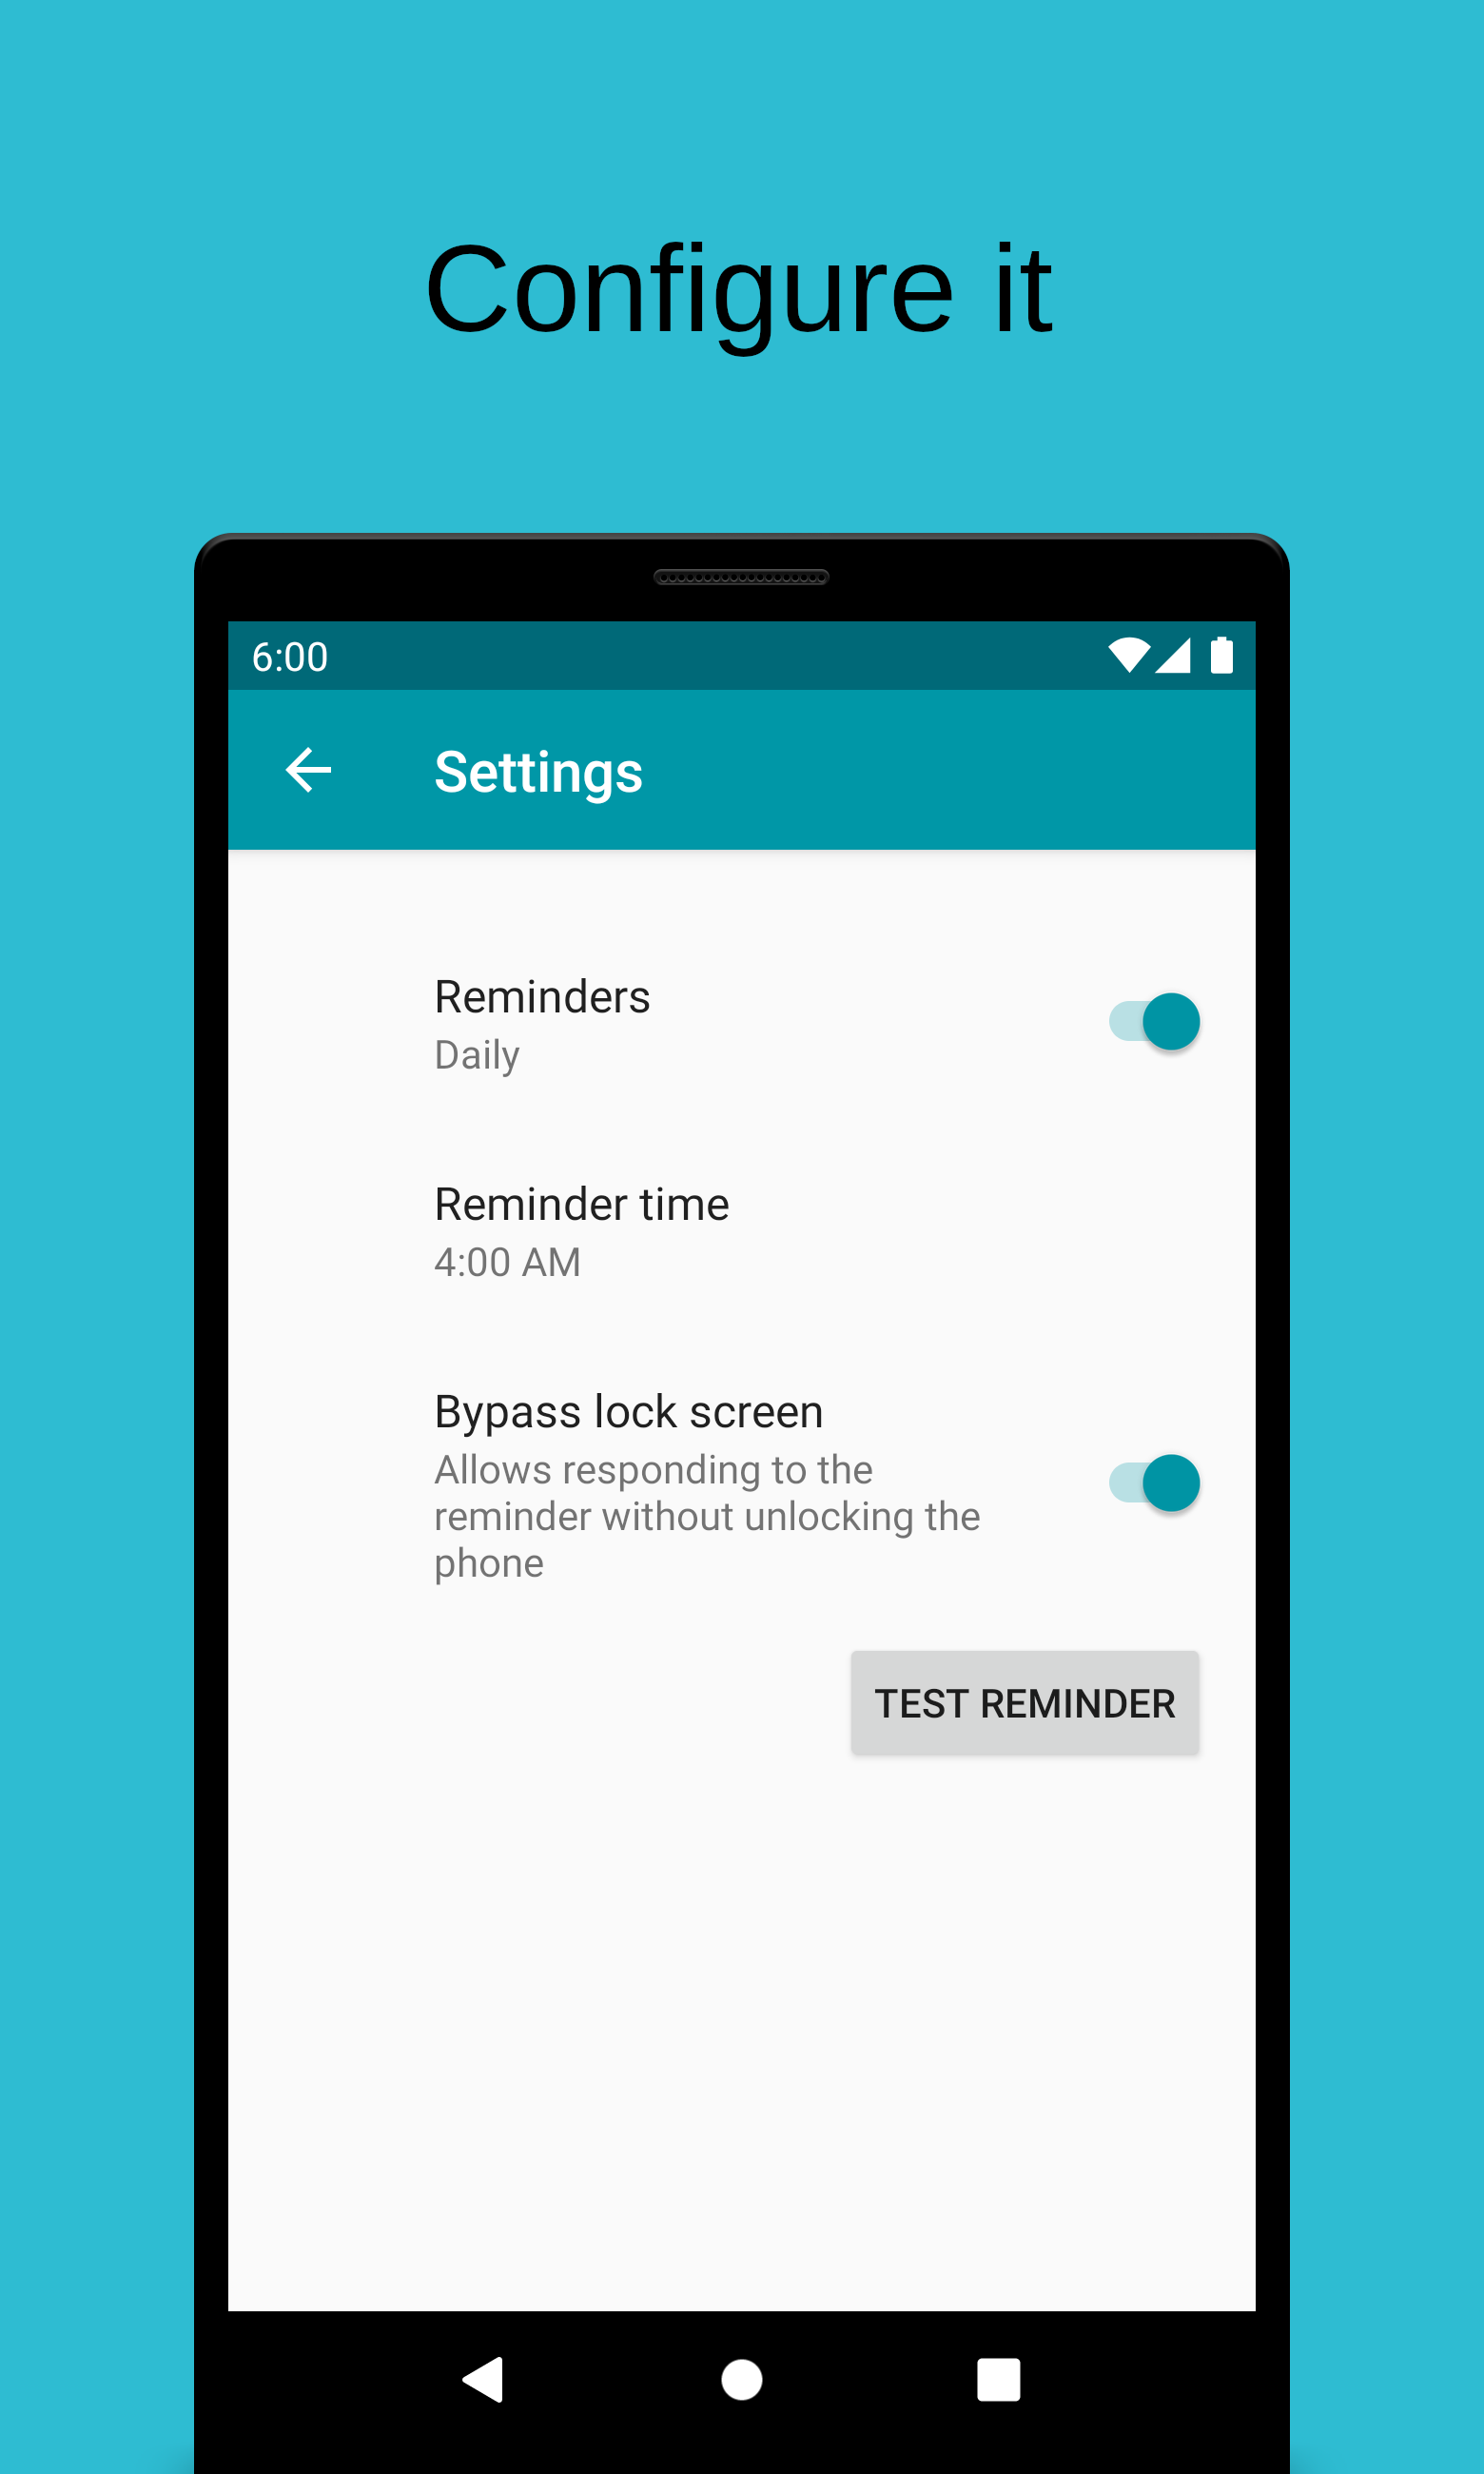 Configure it
6:00
Settings
Reminders
Daily
Reminder time
4:00 AM
Bypass lock screen
Allows responding to the
reminder without unlocking the
phone
TEST REMINDER